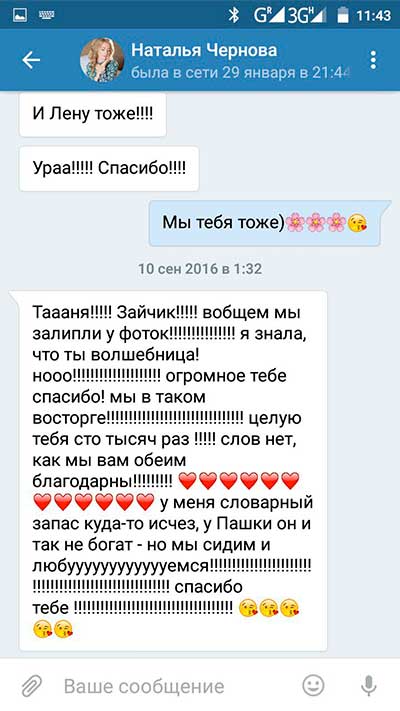 G 3G H 11:43
Наталья Чернова
была в сети 29 января в 21:44
И Лену тоже!!!!
Урaa!!!!! Спасибо!!!!
Мы тебя тоже)🌸🌸🌸😘
10 сен 2016 в 1:32
Таааня!!!!! Зайчик!!!!! вобщем мы
залипли у фоток!!!!!!!!!!!!!!! я знала,
что ты волшебница!
нооо!!!!!!!!!!!!!!!!!!!! огромное тебе
спасибо! мы в таком
восторге!!!!!!!!!!!!!!!!!!!!!!!!!!!!!!! целую
тебя сто тысяч раз !!!!! слов нет,
как мы вам обеим
благодарны!!!!!!!!! ❤❤❤❤❤❤
❤❤❤❤❤❤ у меня словарный
запас куда-то исчез, у Пашки он и
так не богат - но мы сидим и
любууууууууууууемся!!!!!!!!!!!!!!!!!!!!!!!
!!!!!!!!!!!!!!!!!!!!!!!!!!!!!!! спасибо
тебе !!!!!!!!!!!!!!!!!!!!!!!!!!!!!!!!!!!! 😘😘😘
😘😘
Ваше сообщение